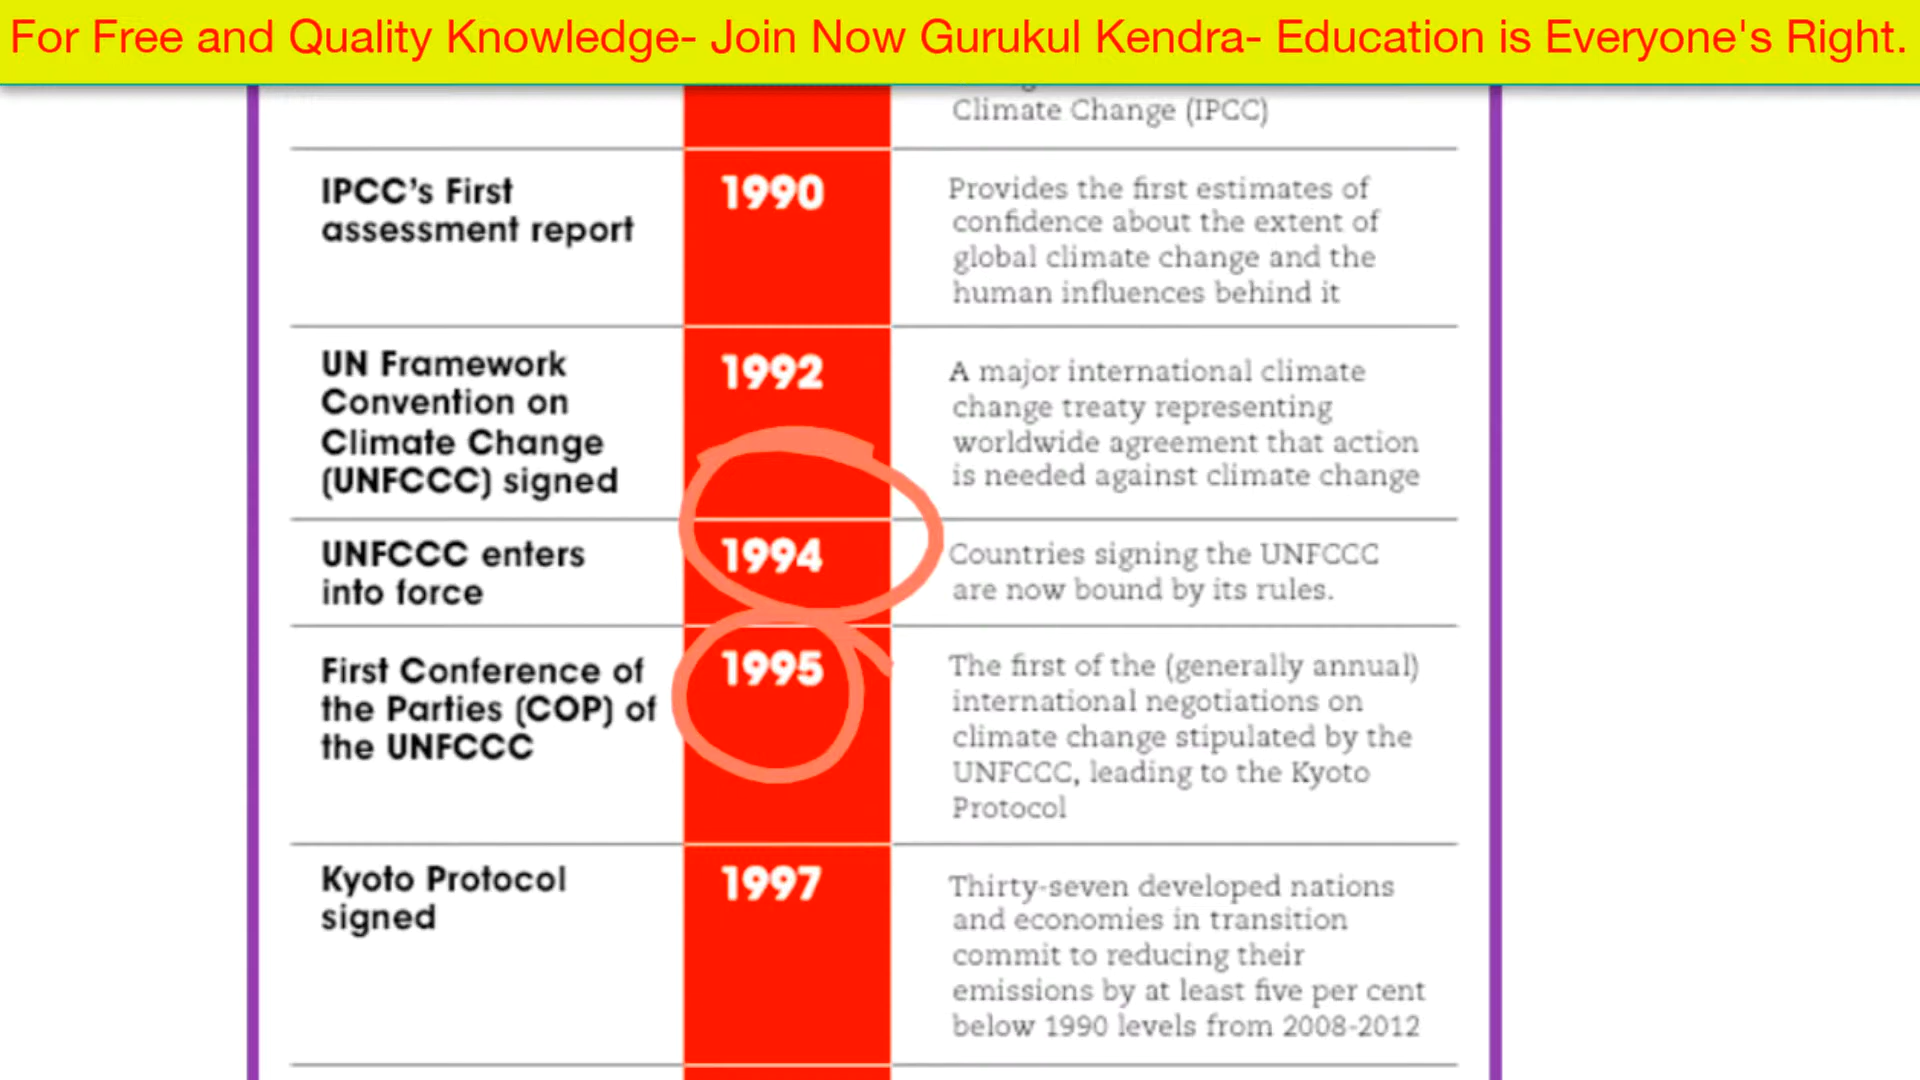 For Free and Quality Knowledge- Join Now Gurukul Kendra- Education is Everyone's Right.
Climate Change (IPCC)
IPCC's First
assessment report
1990
Provides the first estimates of
confidence about the extent of
global climate change and the
human influences behind it
UN Framework
Convention on
Climate Change
(UNFCCC) signed
1992
A major international climate
change treaty representing
worldwide agreement that action
is needed against climate change
UNFCCC enters
into force
1994
Countries signing the UNFCCC
are now bound by its rules.
First Conference of
the Parties (COP) of
the UNFCCC
1995
The first of the (generally annual)
international negotiations on
climate change stipulated by the
UNFCCC, leading to the Kyoto
Protocol
Kyoto Protocol
signed
1997
Thirty-seven developed nations
and economies in transition
commit to reducing their
emissions by at least five per cent
below 1990 levels from 2008-2012